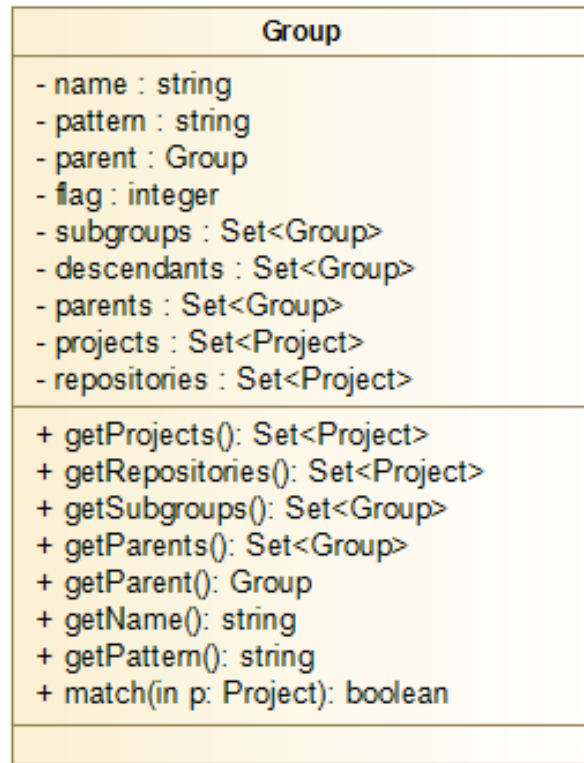 Group
- name : string
- pattern : string
- parent : Group
- flag : integer
- subgroups : Set<Group>
- descendants : Set<Group>
- parents : Set<Group>
- projects : Set<Project>
- repositories : Set<Project>
+ getProjects(): Set<Project>
+ getRepositories(): Set<Project>
+ getSubgroups(): Set<Group>
+ getParents(): Set<Group>
+ getParent(): Group
+ getName(): string
+ getPattern(): string
+ match(in p: Project): boolean